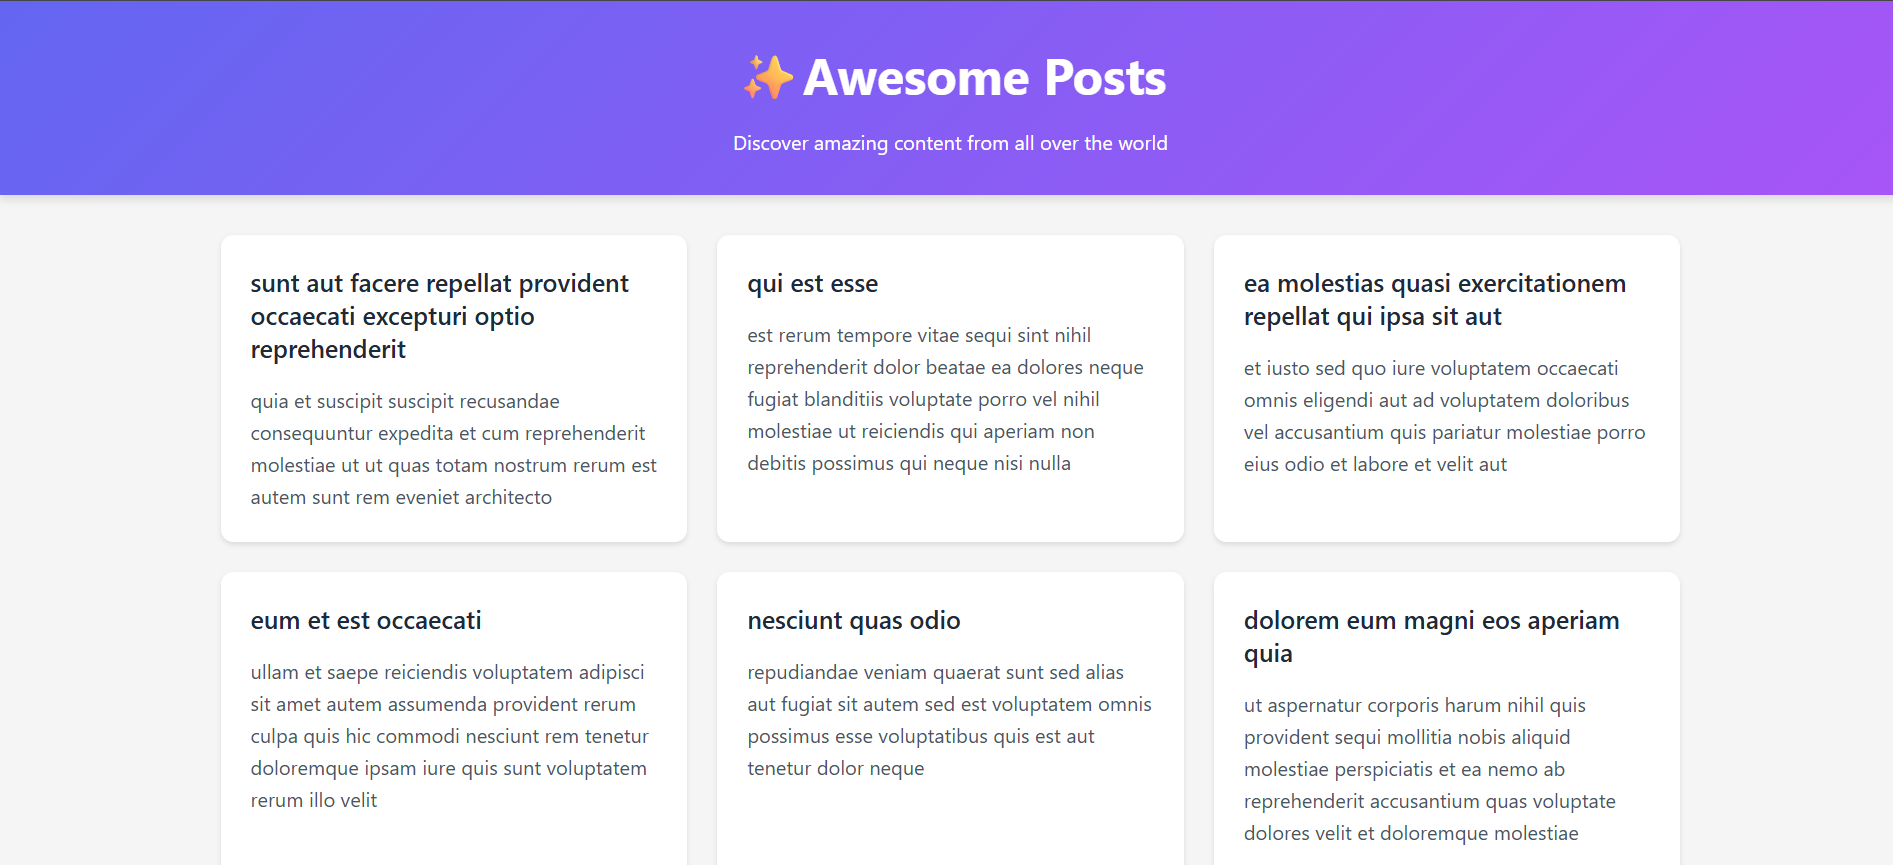 ✨ Awesome Posts
Discover amazing content from all over the world
sunt aut facere repellat provident
occaecati excepturi optio
reprehenderit
quia et suscipit suscipit recusandae
consequuntur expedita et cum reprehenderit
molestiae ut ut quas totam nostrum rerum est
autem sunt rem eveniet architecto
qui est esse
est rerum tempore vitae sequi sint nihil
reprehenderit dolor beatae ea dolores neque
fugiat blanditiis voluptate porro vel nihil
molestiae ut reiciendis qui aperiam non
debitis possimus qui neque nisi nulla
ea molestias quasi exercitationem
repellat qui ipsa sit aut
et iusto sed quo iure voluptatem occaecati
omnis eligendi aut ad voluptatem doloribus
vel accusantium quis pariatur molestiae porro
eius odio et labore et velit aut
eum et est occaecati
ullam et saepe reiciendis voluptatem adipisci
sit amet autem assumenda provident rerum
culpa quis hic commodi nesciunt rem tenetur
doloremque ipsam iure quis sunt voluptatem
rerum illo velit
nesciunt quas odio
repudiandae veniam quaerat sunt sed alias
aut fugiat sit autem sed est voluptatem omnis
possimus esse voluptatibus quis est aut
tenetur dolor neque
dolorem eum magni eos aperiam
quia
ut aspernatur corporis harum nihil quis
provident sequi mollitia nobis aliquid
molestiae perspiciatis et ea nemo ab
reprehenderit accusantium quas voluptate
dolores velit et doloremque molestiae